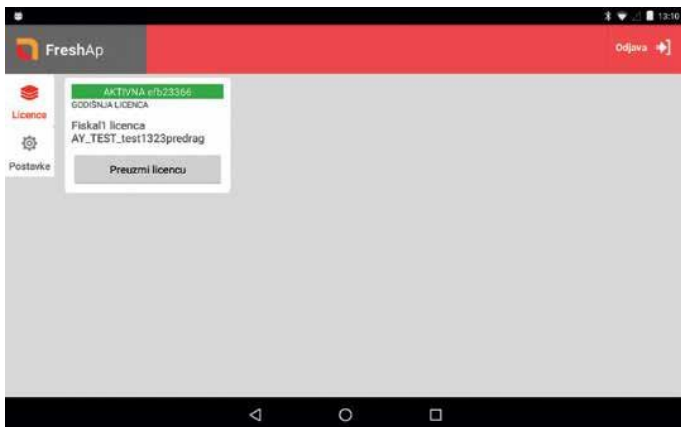 13:10
FreshAp
Odjava
Licence
Postavke
AKTIVNA efb23366
GODIŠNJA LICENCA
Fiskal1 licenca
AY_TEST_test1323predrag
Preuzmi licencu